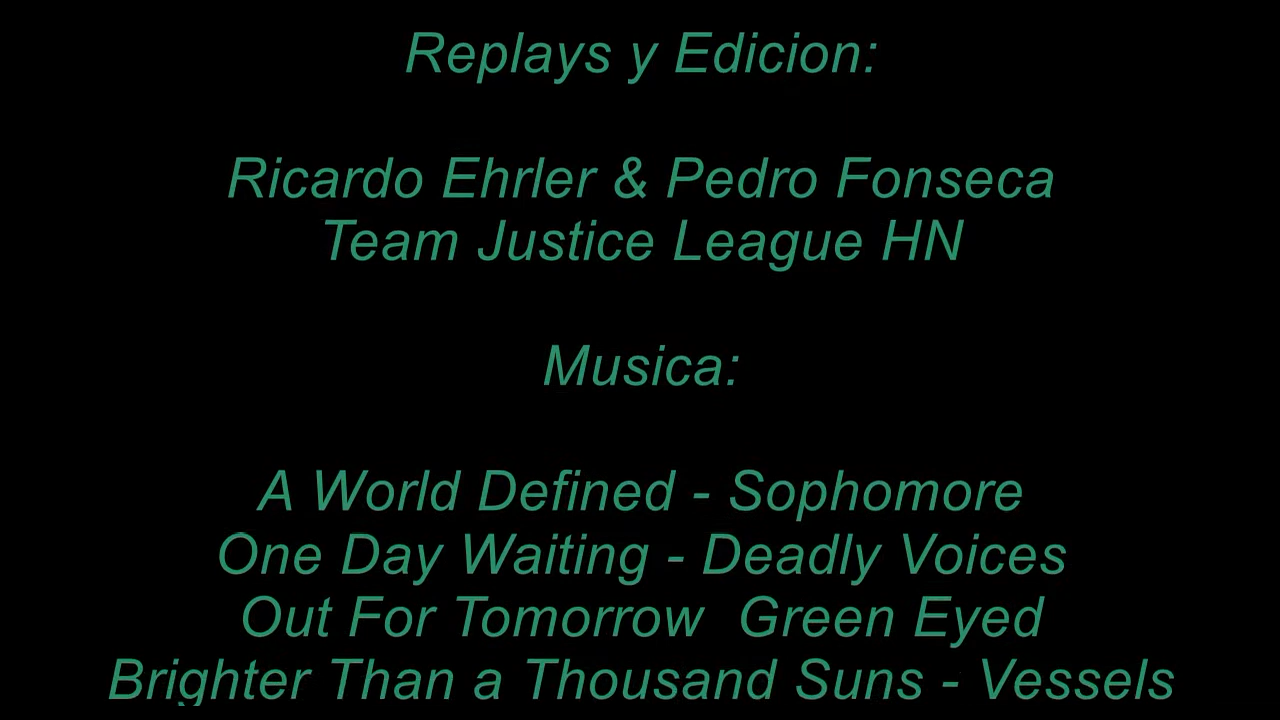 Replays y Edicion:
Ricardo Ehrler & Pedro Fonseca
Team Justice League HN
Musica:
A World Defined - Sophomore
One Day Waiting - Deadly Voices
Out For Tomorrow  Green Eyed
Brighter Than a Thousand Suns - Vessels